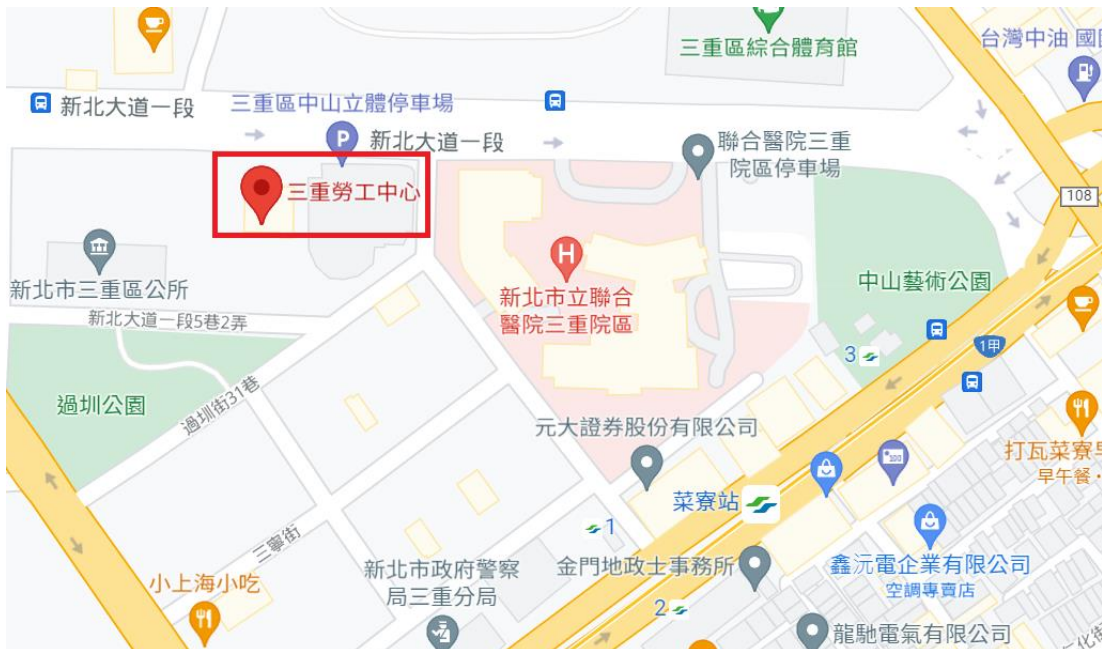 三重區綜合體育館
台灣中油 國
新北大道一段
三重區中山立體停車場
P
新北大道一段
聯合醫院三重
院區停車場
108
三重勞工中心
新北市三重區公所
H
新北市立聯合
醫院三重院區
中山藝術公園
新北大道一段5巷2弄
1甲
3
過圳公園
過圳街31巷
元大證券股份有限公司
打瓦菜寮
早午餐・
菜寮站
1
三寧街
新北市政府警察
局三重分局
金門地政士事務所
鑫沅電企業有限公司
空調專賣店
小上海小吃
2
龍馳電氣有限公司
化街